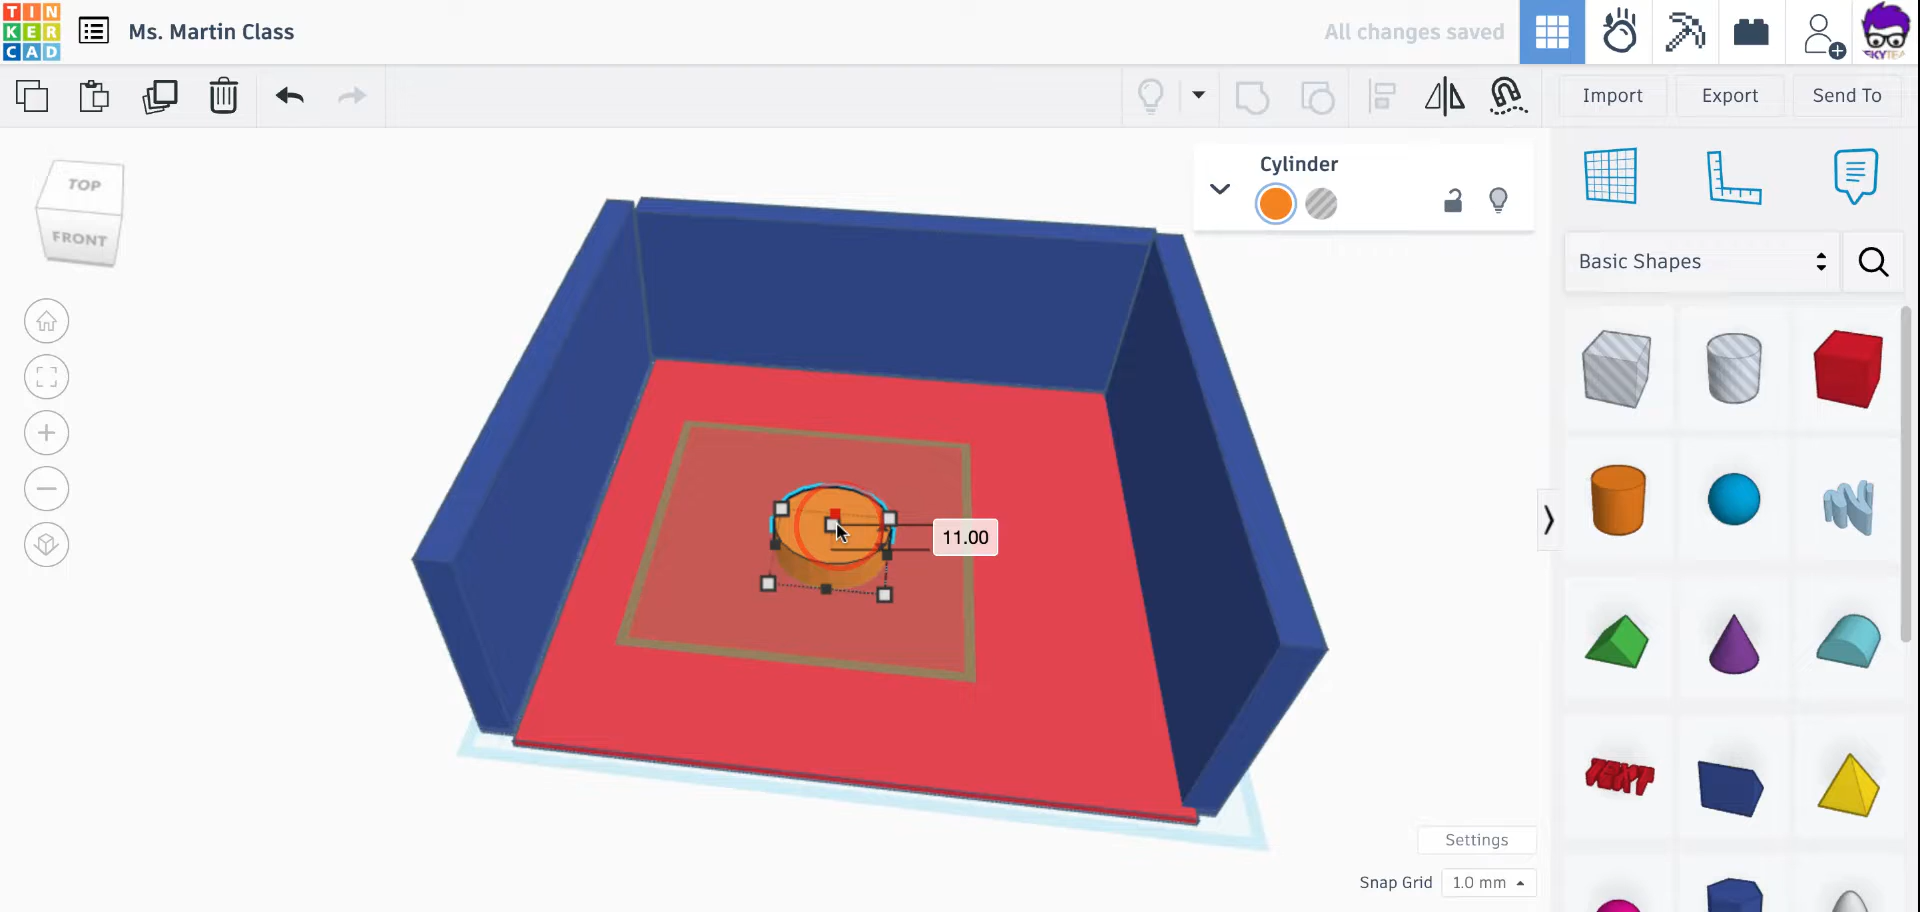 TIN
KER
CAD
Ms. Martin Class
All changes saved
Import
Export
Send To
TOP
FRONT
Cylinder
Basic Shapes
11.00
TEXT
Settings
Snap Grid
1.0 mm